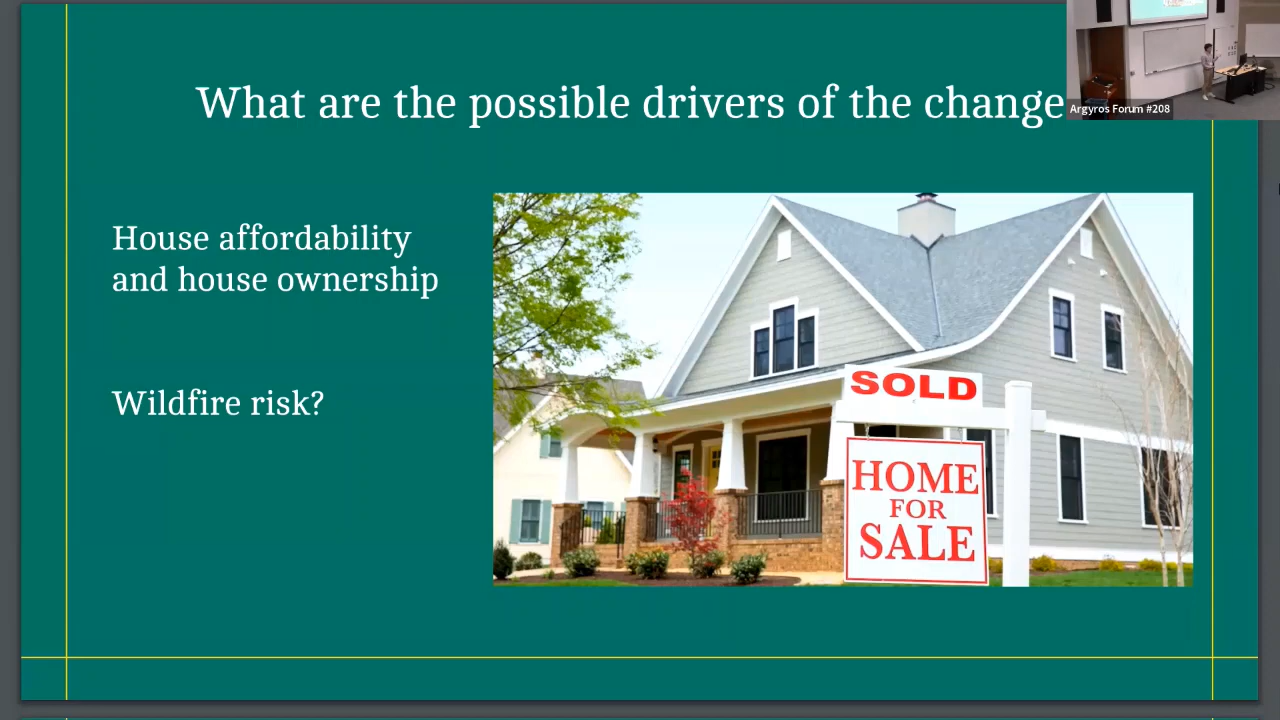 What are the possible drivers of the change
Argyros Forum #208
House affordability
and house ownership
Wildfire risk?
SOLD
HOME
FOR
SALE